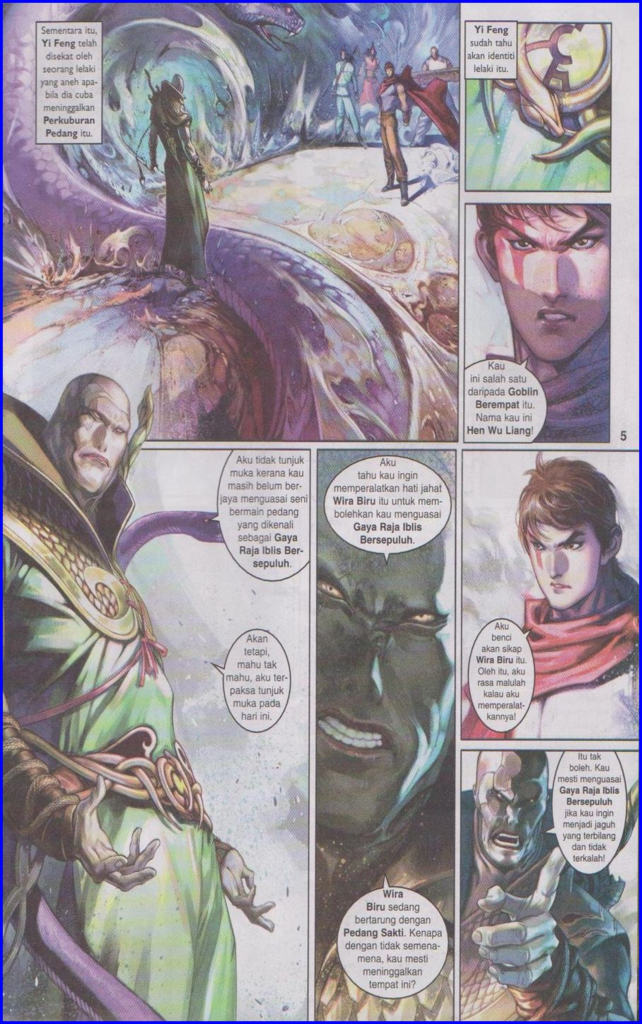 Sementara itu,
Yi Feng telah
disekat oleh
seorang lelaki
yang aneh apa-
bila dia cuba
meninggalkan
Perkuburan
Pedang itu.
Yi Feng
sudah tahu
akan identiti
lelaki itu.
Kau
ini salah satu
daripada Goblin
Berempat itu.
Nama kau ini
Hen Wu Liang!
5
Aku tidak tunjuk
muka kerana kau
masih belum ber-
jaya menguasai seni
bermain pedang
yang dikenali
sebagai Gaya
Raja Iblis Ber-
sepuluh.
Akan
tetapi,
mahu tak
mahu, aku ter-
paksa tunjuk
muka pada
hari ini.
Aku
tahu kau ingin
memperalatkan hati jahat
Wira Biru itu untuk mem-
bolehkan kau menguasai
Gaya Raja Iblis
Bersepuluh.
Wira
Biru sedang
bertarung dengan
Pedang Sakti. Kenapa
dengan tidak semena-
mena, kau mesti
meninggalkan
tempat ini?
Aku
benci
akan sikap
Wira Biru itu.
Oleh itu, aku
rasa malulah
kalau aku
memperalat-
kannya!
Itu tak
boleh. Kau
mesti menguasai
Gaya Raja Iblis
Bersepuluh
jika kau ingin
menjadi jaguh
yang terbilang
dan tidak
terkalah!